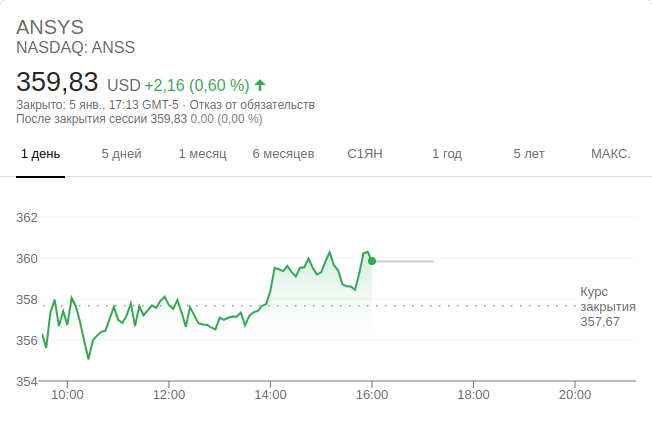 ANSYS
NASDAQ: ANSS
359,83 USD +2,16 (0,60 %)
Закрыто: 5 янв., 17:13 GMT-5 · Отказ от обязательств
После закрытия сессии 359,83 0,00 (0,00 %)
1 день 5 дней 1 месяц 6 месяцев С1ЯН 1 год 5 лет МАКС.
362
360
358
356
354
Курс
закрытия
357,67
10:00 12:00 14:00 16:00 18:00 20:00